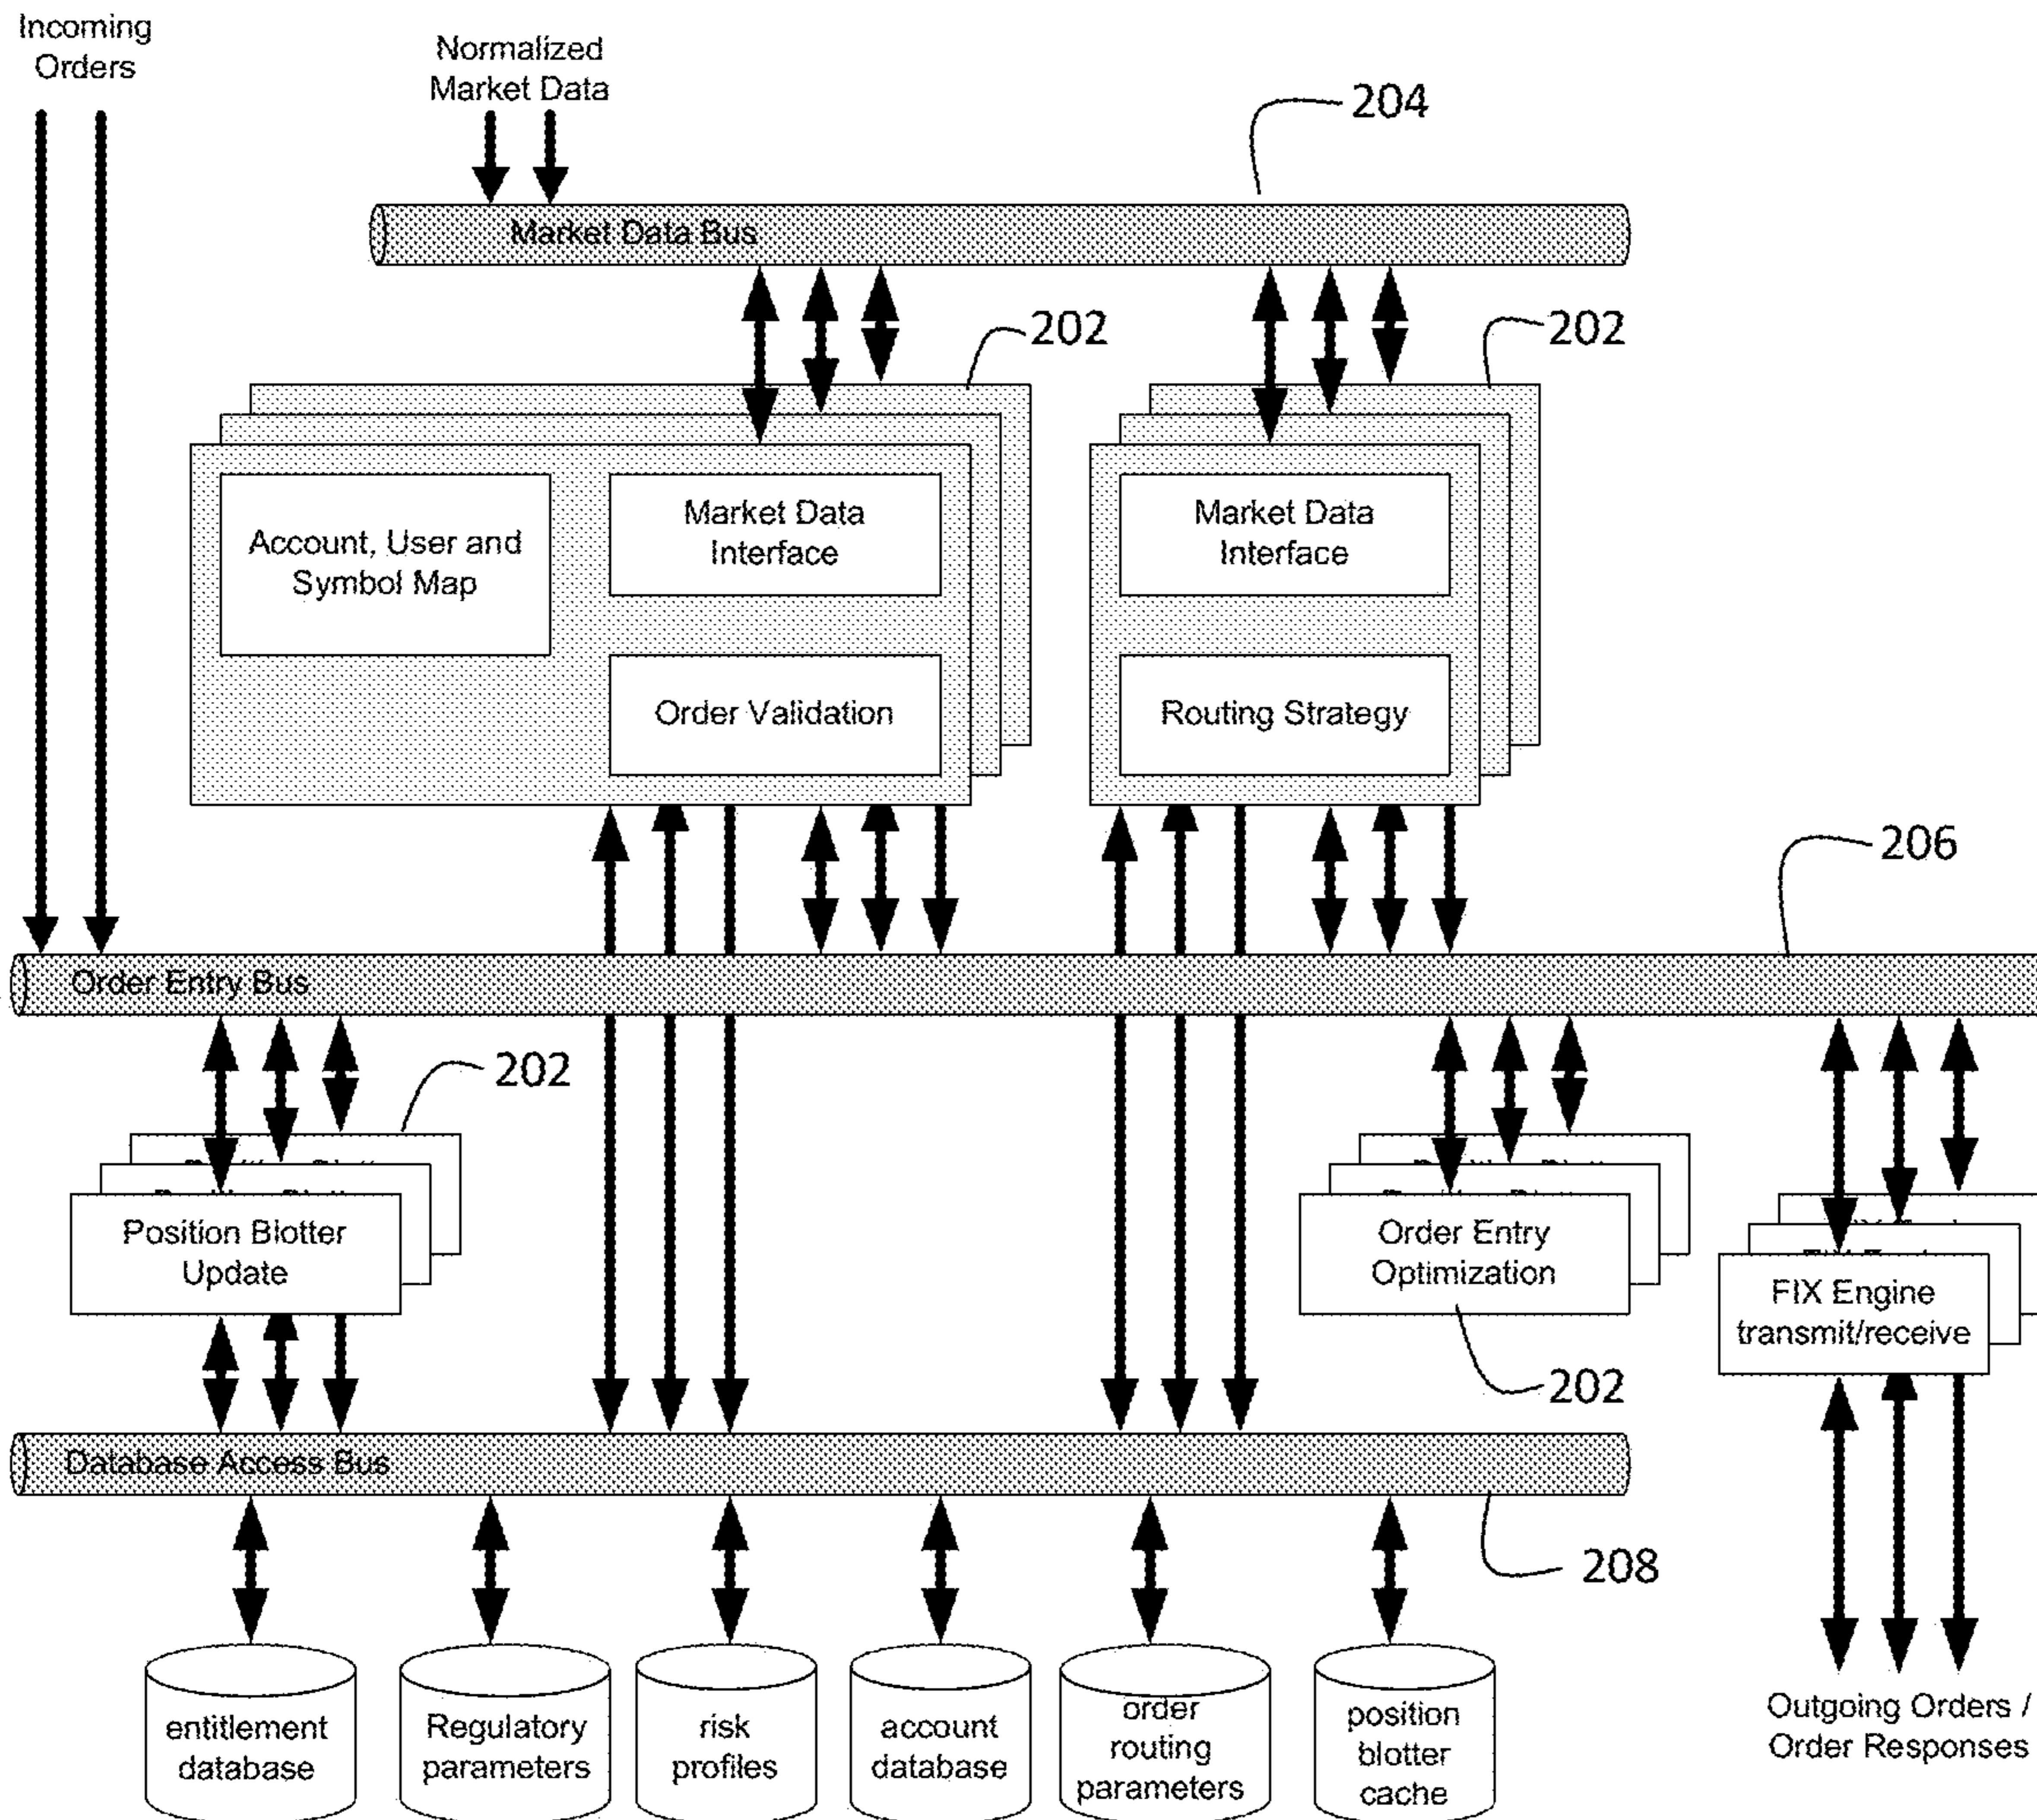 Incoming
Orders
Normalized
Market Data
204
Market Data Bus
202
202
Account, User and
Symbol Map
Market Data
Interface
Market Data
Interface
Order Validation
Routing Strategy
206
Order Entry Bus
202
Position Blotter
Update
Order Entry
Optimization
FIX Engine
transmit/receive
202
Database Access Bus
208
entitlement
database
Regulatory
parameters
risk
profiles
account
database
order
routing
parameters
position
blotter
cache
Outgoing Orders /
Order Responses